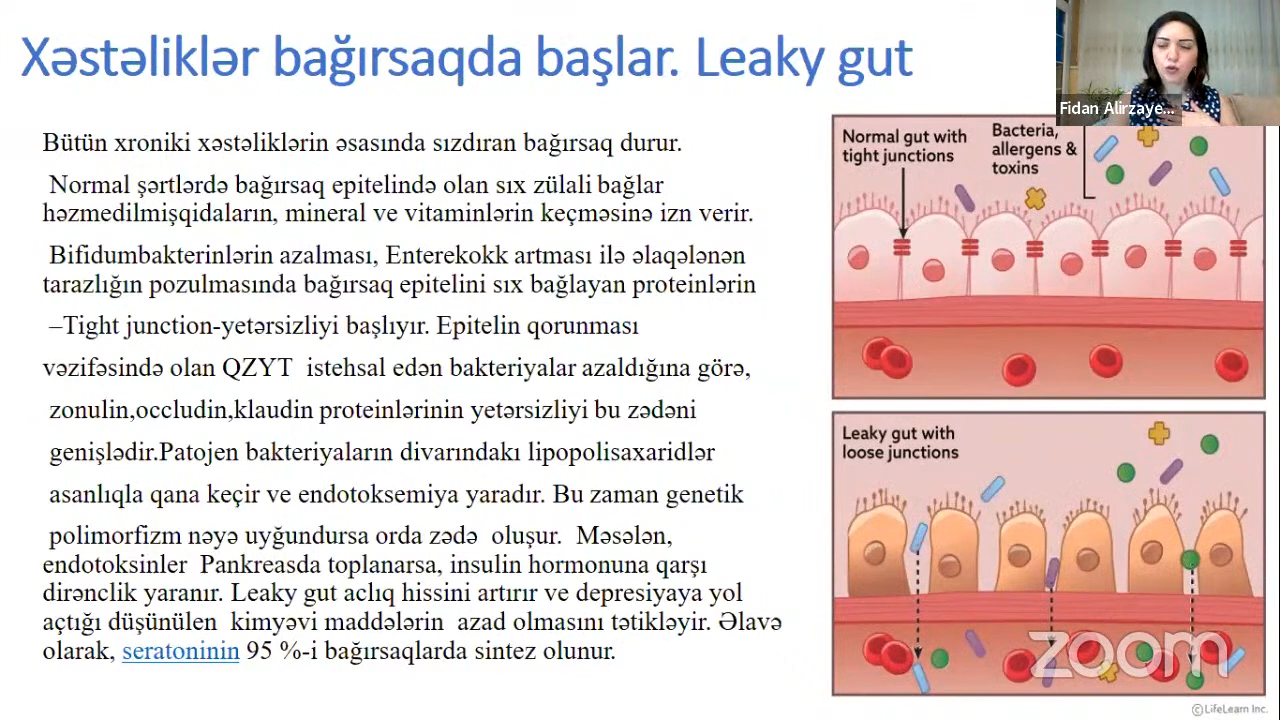 Xəstəliklər bağırsaqda başlar. Leaky gut
Fidan Alirzaye...
Bütün xroniki xəstəliklərin əsasında sızdıran bağırsaq durur.
Normal şərtlərdə bağırsaq epitelində olan sıx zülali bağlar
həzmedilmişqidaların, mineral ve vitaminlərin keçməsinə izn verir.
Bifidumbakterinlərin azalması, Enterekokk artması ilə əlaqələnən
tarazlığın pozulmasında bağırsaq epitelini sıx bağlayan proteinlərin
–Tight junction-yetərsizliyi başlıyır. Epitelin qorunması
vəzifəsində olan QZYT istehsal edən bakteriyalar azaldığına görə,
zonulin,occludin,klaudin proteinlərinin yetərsizliyi bu zədəni
genişlədir.Patojen bakteriyaların divarındakı lipopolisaxaridlər
asanlıqla qana keçir ve endotoksemiya yaradır. Bu zaman genetik
polimorfizm nəyə uyğundursa orda zədə oluşur. Məsələn,
endotoksinler Pankreasda toplanarsa, insulin hormonuna qarşı
dirənclik yaranır. Leaky gut aclıq hissini artırır ve depresiyaya yol
açtığı düşünülen kimyəvi maddələrin azad olmasını tətikləyir. Əlavə
olarak, seratoninin 95 %-i bağırsaqlarda sintez olunur.
Normal gut with
tight junctions
Bacteria,
allergens &
toxins
Leaky gut with
loose junctions
zoom
©LifeLearn Inc.